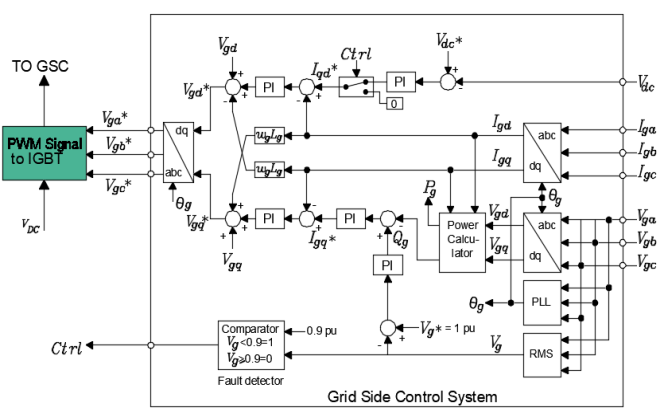 TO GSC
PWM Signal
to IGBT
V_DC
V_ga*
V_gb*
V_gc*
dq
abc
θ_g
V_gd
V_gd*
PI
I_qd*
Ctrl
0
PI
V_dc*
V_dc
w_gL_g
w_gL_g
I_gd
I_gq
abc
dq
I_ga
I_gb
I_gc
V_gq*
V_gq
PI
I_gq*
PI
Q_g
P_g
Power
Calcu-
lator
V_gd
V_gq
θ_g
abc
dq
V_ga
V_gb
V_gc
PI
θ_g
PLL
V_g* = 1 pu
V_g
RMS
Ctrl
Comparator
V_g<0.9=1
V_g≥0.9=0
0.9 pu
Fault detector
Grid Side Control System
+
+
-
+
-
+
-
+
+
+
-
+
-
+
+
-